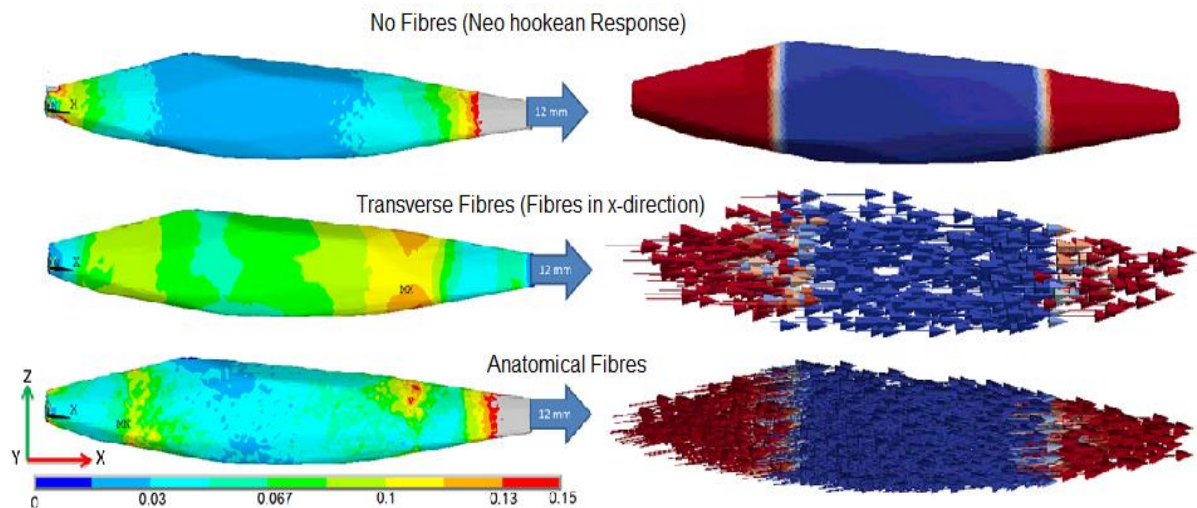 No Fibres (Neo hookean Response)
X
12 mm
Transverse Fibres (Fibres in x-direction)
X
MX
12 mm
Anatomical Fibres
Z
X
MN
12 mm
Y
X
0 0.03 0.067 0.1 0.13 0.15